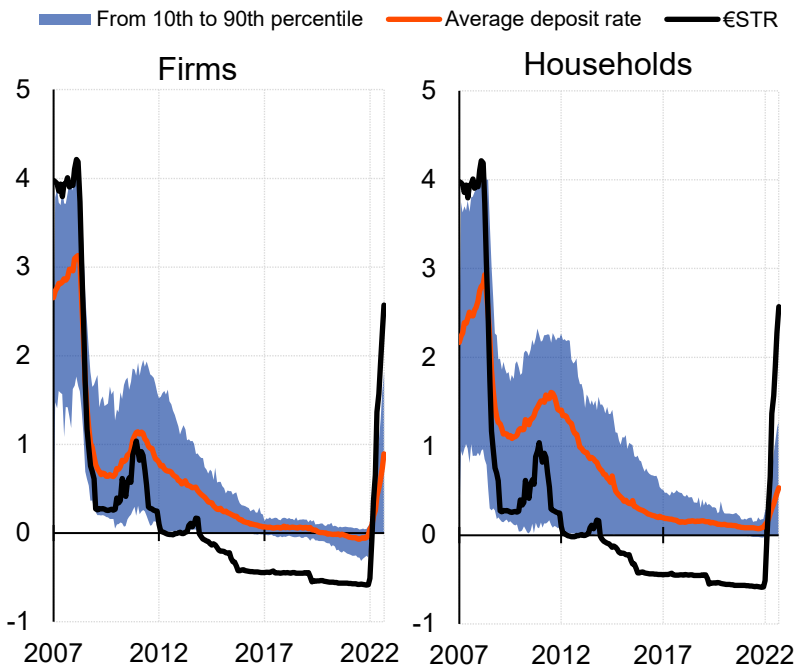 From 10th to 90th percentile Average deposit rate €STR
Firms Households
5 5
4 4
3 3
2 2
1 1
0 0
-1 -1
2007 2012 2017 2022 2007 2012 2017 2022